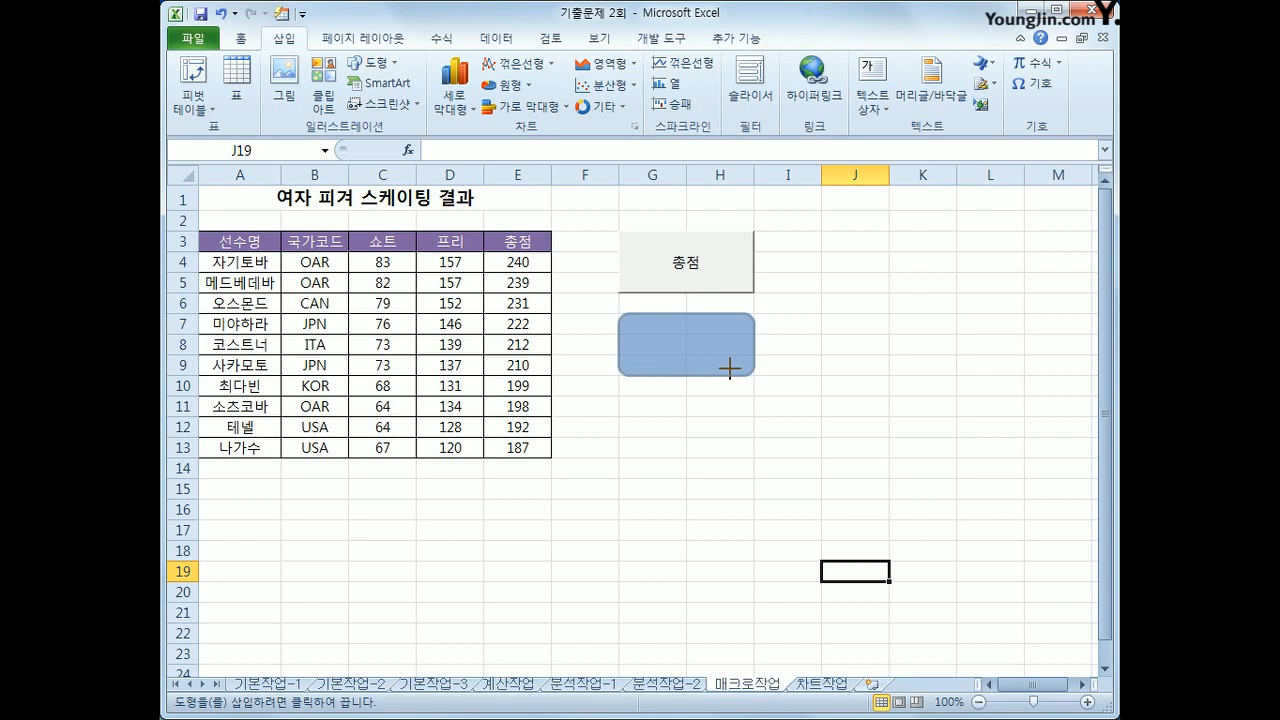 기출문제 2회 - Microsoft Excel
YoungJin.com Y.
파일 홈 삽입 페이지 레이아웃 수식 데이터 검토 보기 개발 도구 추가 기능
피벗 테이블 표 그림 클립 아트 도형 SmartArt 스크린샷 세로 막대형 꺾은선형 원형 가로 막대형 영역형 분산형 기타 꺾은선형 열 승패 슬라이서 하이퍼링크 텍스트 상자 머리글/바닥글 수식 기호
표 일러스트레이션 차트 스파크라인 필터 링크 텍스트 기호
J19 fx
A B C D E F G H I J K L M
1 여자 피겨 스케이팅 결과
2
3 선수명 국가코드 쇼트 프리 총점
4 자기토바 OAR 83 157 240 총점
5 메드베데바 OAR 82 157 239
6 오스몬드 CAN 79 152 231
7 미야하라 JPN 76 146 222
8 코스트너 ITA 73 139 212
9 사카모토 JPN 73 137 210
10 최다빈 KOR 68 131 199
11 소즈코바 OAR 64 134 198
12 테넬 USA 64 128 192
13 나가수 USA 67 120 187
14
15
16
17
18
19
20
21
22
23
24
기본작업-1 기본작업-2 기본작업-3 계산작업 분석작업-1 분석작업-2 매크로작업 차트작업
도형을(를) 삽입하려면 클릭하여 끕니다. 100%